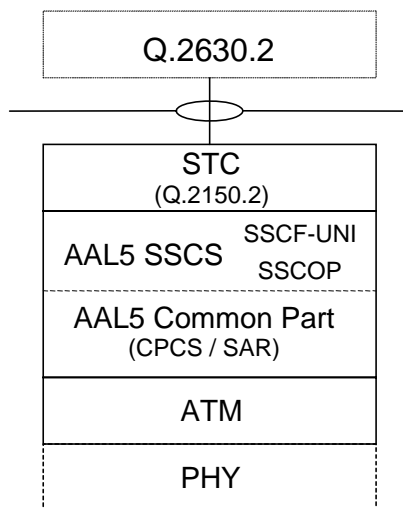 Q.2630.2
STC
(Q.2150.2)
AAL5 SSCS
SSCF-UNI
SSCOP
AAL5 Common Part
(CPCS / SAR)
ATM
PHY